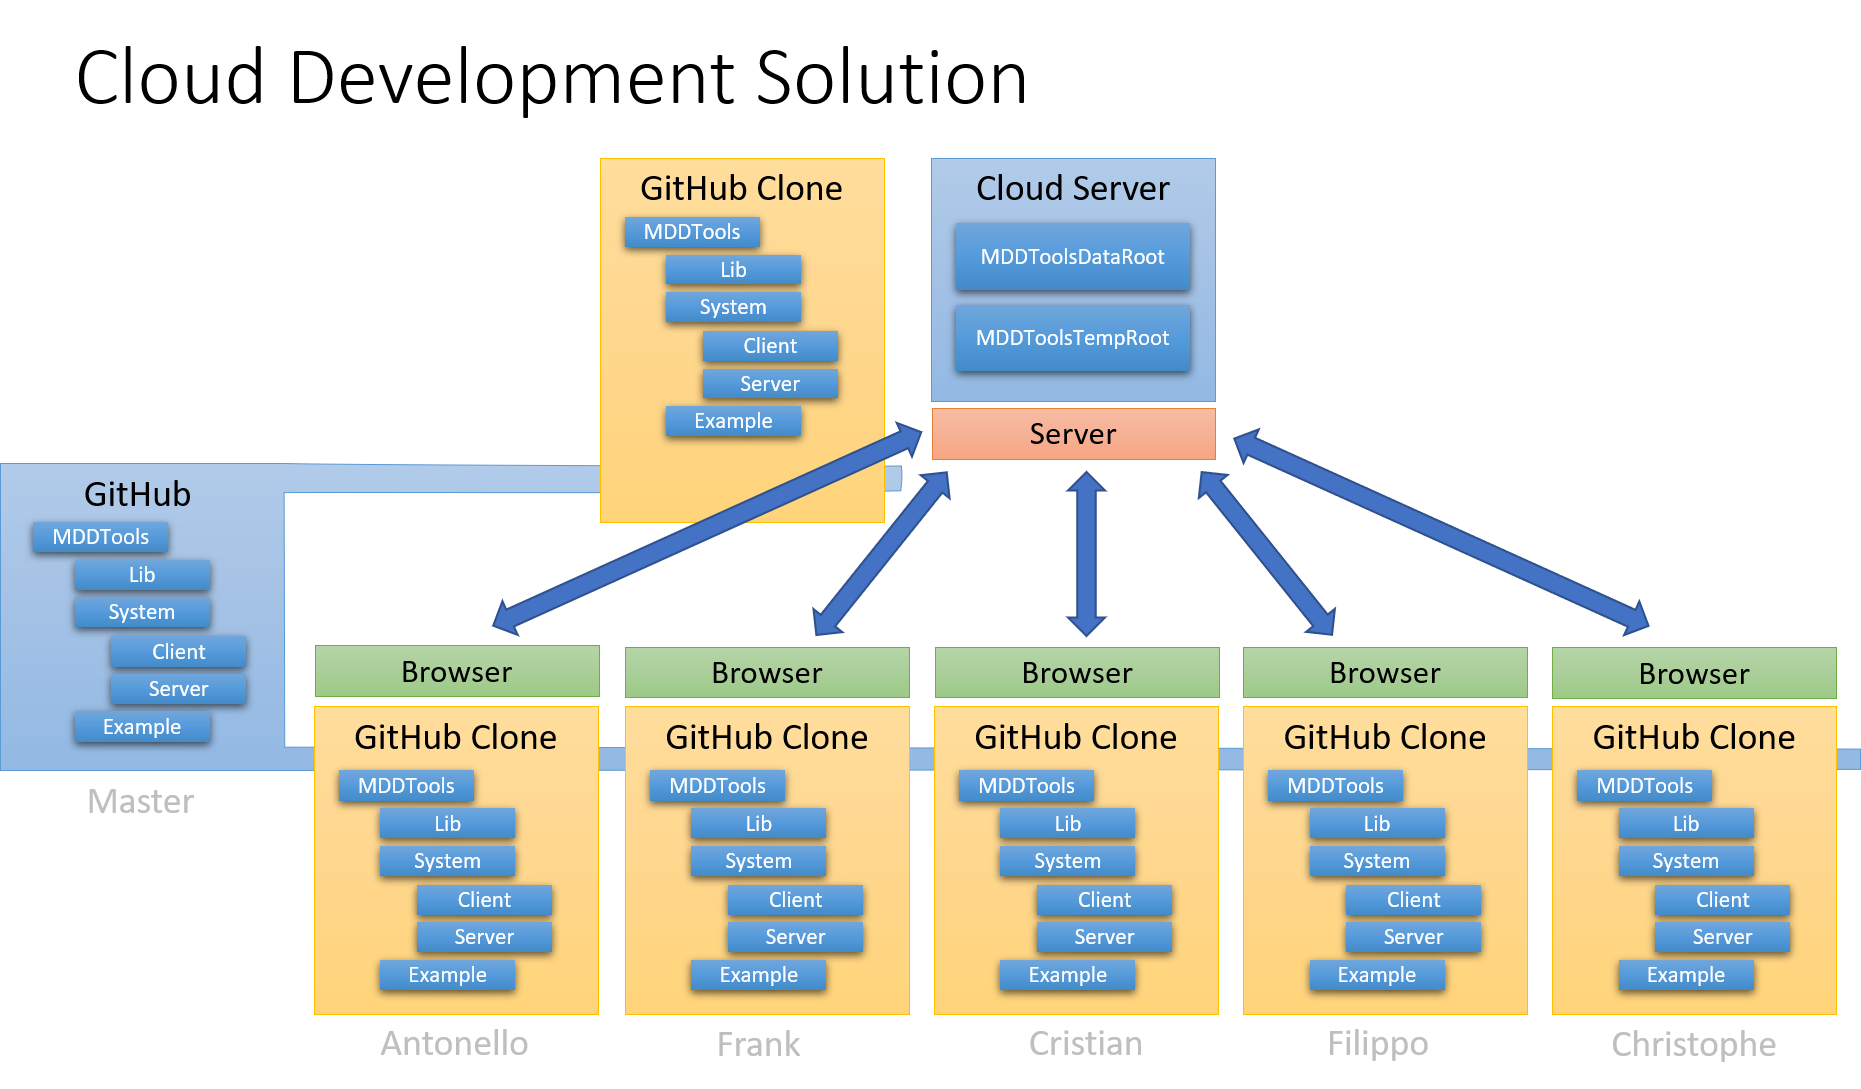 Cloud Development Solution
GitHub Clone
MDDTools
Lib
System
Client
Server
Example
Cloud Server
MDDToolsDataRoot
MDDToolsTempRoot
Server
GitHub
MDDTools
Lib
System
Client
Server
Example
Master
Browser
GitHub Clone
MDDTools
Lib
System
Client
Server
Example
Antonello
Browser
GitHub Clone
MDDTools
Lib
System
Client
Server
Example
Frank
Browser
GitHub Clone
MDDTools
Lib
System
Client
Server
Example
Cristian
Browser
GitHub Clone
MDDTools
Lib
System
Client
Server
Example
Filippo
Browser
GitHub Clone
MDDTools
Lib
System
Client
Server
Example
Christophe